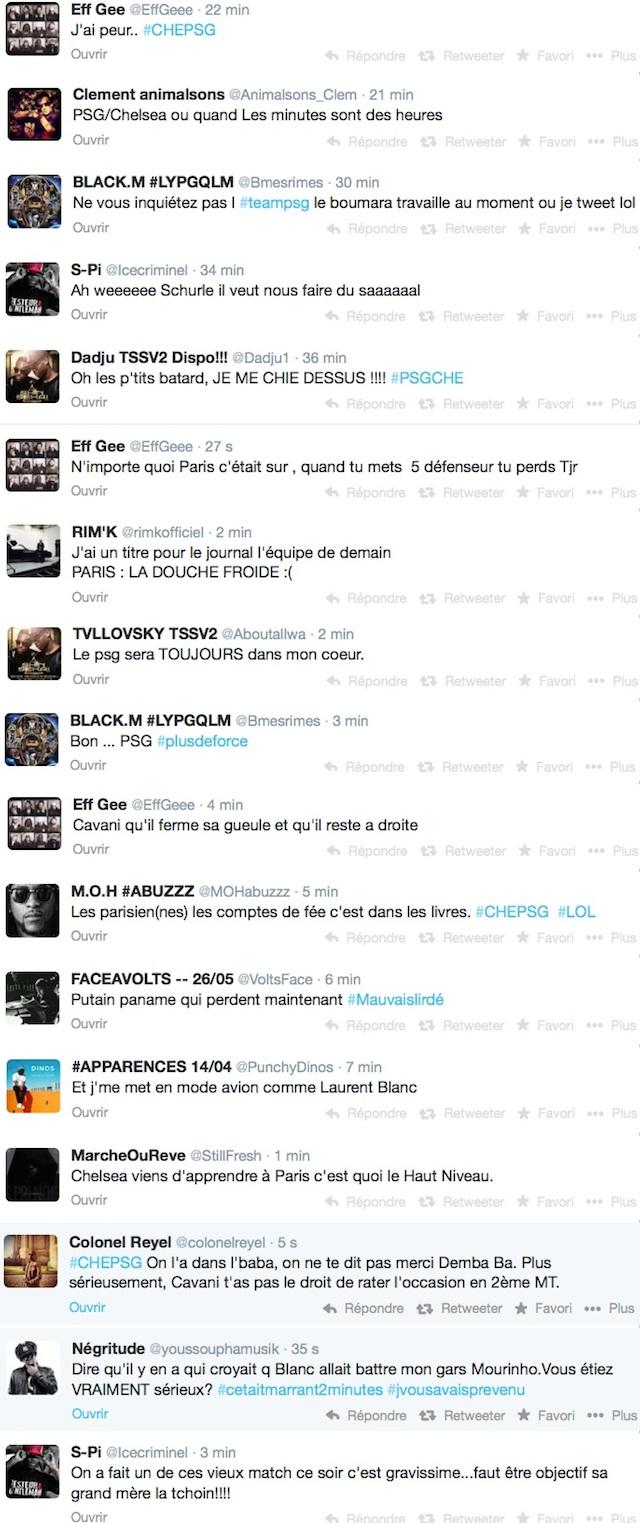 Eff Gee @EffGeee · 22 min
J'ai peur.. #CHEPSG
Ouvrir Répondre Retweeter Favori ••• Plus
Clement animalsons @Animalsons_Clem · 21 min
PSG/Chelsea ou quand Les minutes sont des heures
Ouvrir Répondre Retweeter Favori ••• Plus
BLACK.M #LYPGQLM @Bmesrimes · 30 min
Ne vous inquiétez pas l #teampsg le boumara travaille au moment ou je tweet lol
Ouvrir Répondre Retweeter Favori ••• Plus
S-Pi @Icecriminel · 34 min
Ah weeeeee Schurle il veut nous faire du saaaaaal
Ouvrir Répondre Retweeter Favori ••• Plus
Dadju TSSV2 Dispo!!! @Dadju1 · 36 min
Oh les p'tits batard, JE ME CHIE DESSUS !!!! #PSGCHE
Ouvrir Répondre Retweeter Favori ••• Plus
Eff Gee @EffGeee · 27 s
N'importe quoi Paris c'était sur , quand tu mets 5 défenseur tu perds Tjr
Ouvrir Répondre Retweeter Favori ••• Plus
RIM'K @rimkofficiel · 2 min
J'ai un titre pour le journal l'équipe de demain
PARIS : LA DOUCHE FROIDE :(
Ouvrir Répondre Retweeter Favori ••• Plus
TVLLOVSKY TSSV2 @Aboutallwa · 2 min
Le psg sera TOUJOURS dans mon coeur.
Ouvrir Répondre Retweeter Favori ••• Plus
BLACK.M #LYPGQLM @Bmesrimes · 3 min
Bon ... PSG #plusdeforce
Ouvrir Répondre Retweeter Favori ••• Plus
Eff Gee @EffGeee · 4 min
Cavani qu'il ferme sa gueule et qu'il reste a droite
Ouvrir Répondre Retweeter Favori ••• Plus
M.O.H #ABUZZZ @MOHabuzzz · 5 min
Les parisien(nes) les comptes de fée c'est dans les livres. #CHEPSG #LOL
Ouvrir Répondre Retweeter Favori ••• Plus
FACEAVOLTS -- 26/05 @VoltsFace · 6 min
Putain paname qui perdent maintenant #Mauvaislirdé
Ouvrir Répondre Retweeter Favori ••• Plus
DINOS
#APPARENCES 14/04 @PunchyDinos · 7 min
Et j'me met en mode avion comme Laurent Blanc
Ouvrir Répondre Retweeter Favori ••• Plus
MarcheOuReve @StillFresh · 1 min
Chelsea viens d'apprendre à Paris c'est quoi le Haut Niveau.
Ouvrir Répondre Retweeter Favori ••• Plus
Colonel Reyel @colonelreyel · 5 s
#CHEPSG On l'a dans l'baba, on ne te dit pas merci Demba Ba. Plus
sérieusement, Cavani t'as pas le droit de rater l'occasion en 2ème MT.
Ouvrir Répondre Retweeter Favori ••• Plus
Négritude @youssouphamusik · 35 s
Dire qu'il y en a qui croyait q Blanc allait battre mon gars Mourinho.Vous étiez
VRAIMENT sérieux? #cetaitmarrant2minutes #jvousavaisprevenu
Ouvrir Répondre Retweeter Favori ••• Plus
S-Pi @Icecriminel · 3 min
On a fait un de ces vieux match ce soir c'est gravissime...faut être objectif sa
grand mère la tchoin!!!!
Ouvrir Répondre Retweeter Favori ••• Plus